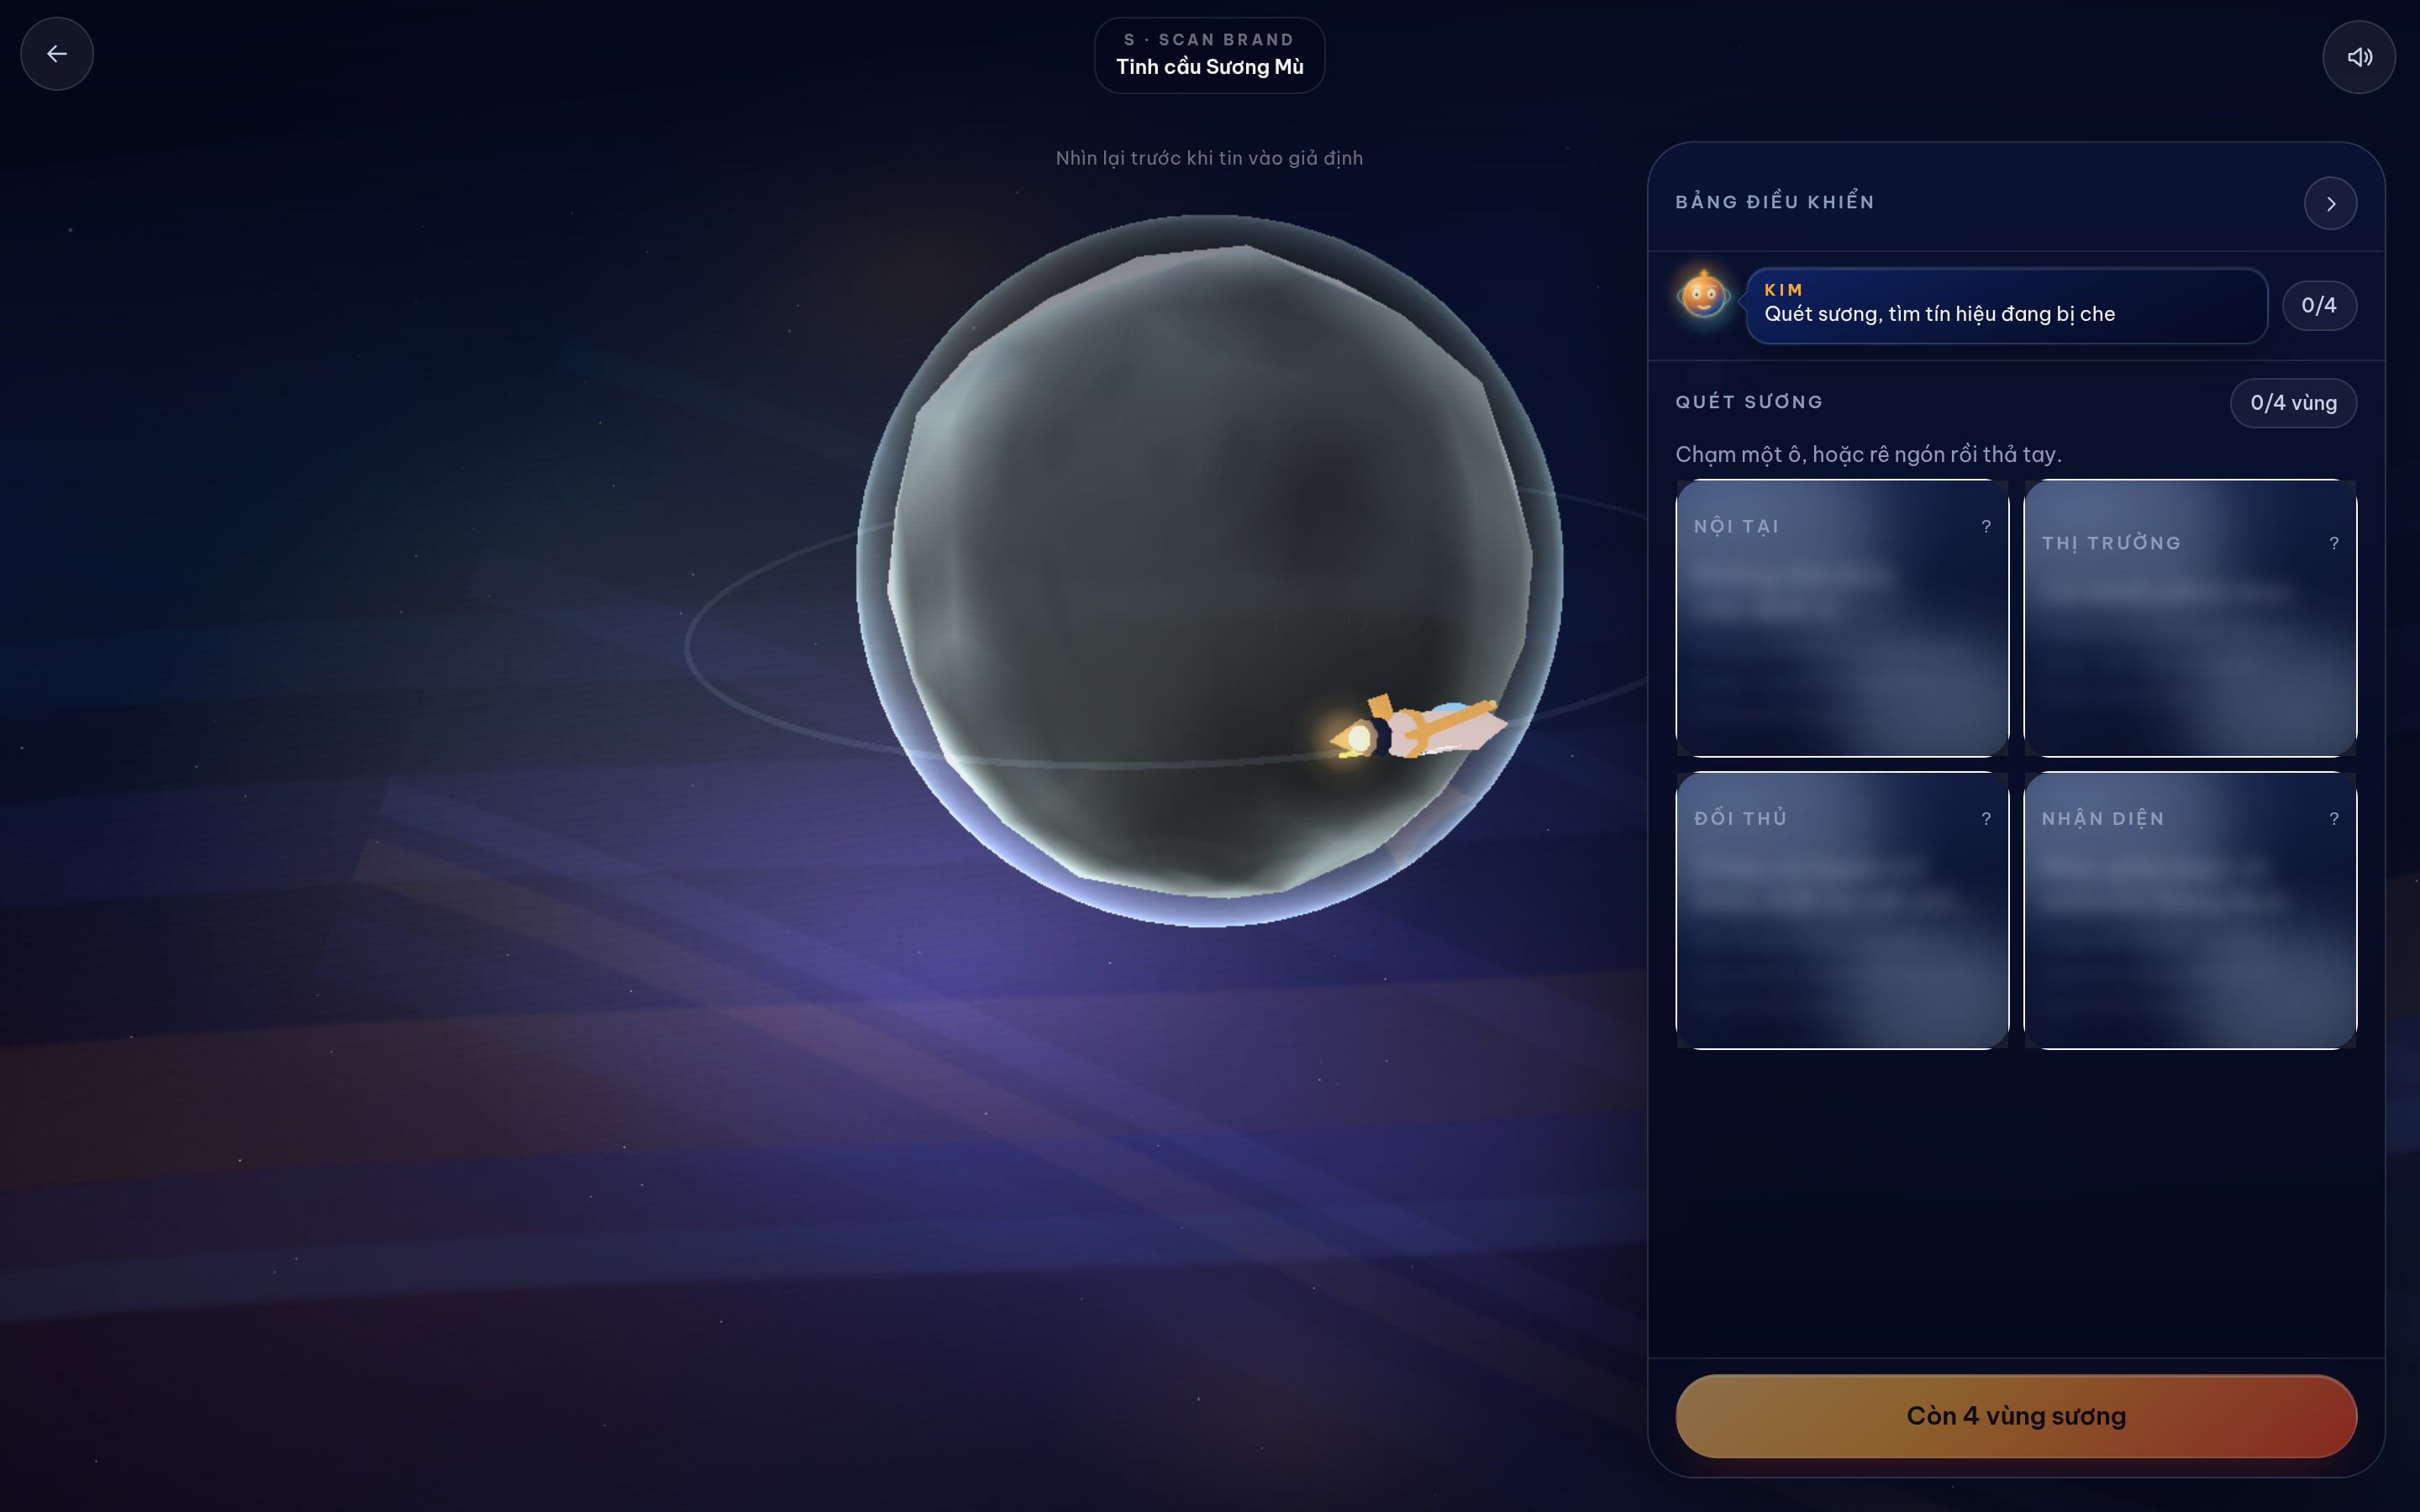 S · SCAN BRAND
Tinh cầu Sương Mù
Nhìn lại trước khi tin vào giả định
BẢNG ĐIỀU KHIỂN
KIM
Quét sương, tìm tín hiệu đang bị che
0/4
QUÉT SƯƠNG
0/4 vùng
Chạm một ô, hoặc rê ngón rồi thả tay.
NỘI TẠI ?
THỊ TRƯỜNG ?
ĐỐI THỦ ?
NHẬN DIỆN ?
Còn 4 vùng sương